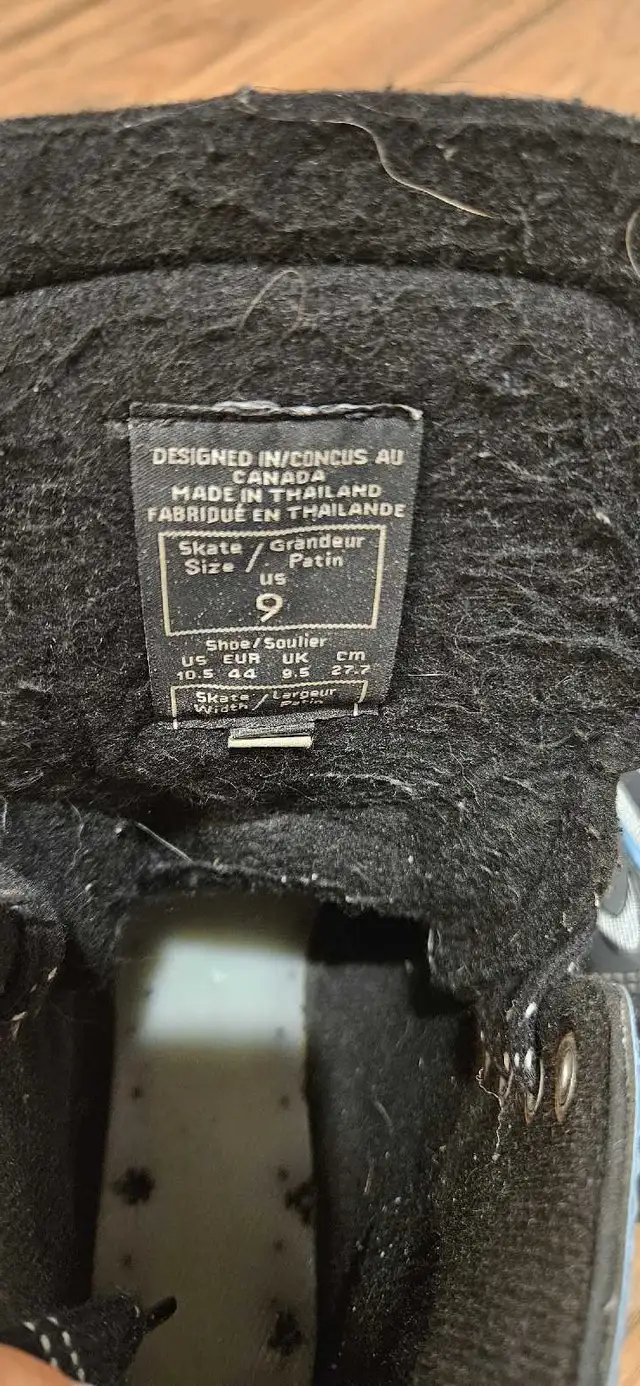 DESIGNED IN/CONCUS AU
CANADA
MADE IN THAILAND
FABRIQUÉ EN THAILANDE
Skate / Grandeur
Size / Patin
US
9
Shoe/Soulier
US EUR UK cm
10.5 44 9.5 27.7
Skate / Largeur
Width / Patin